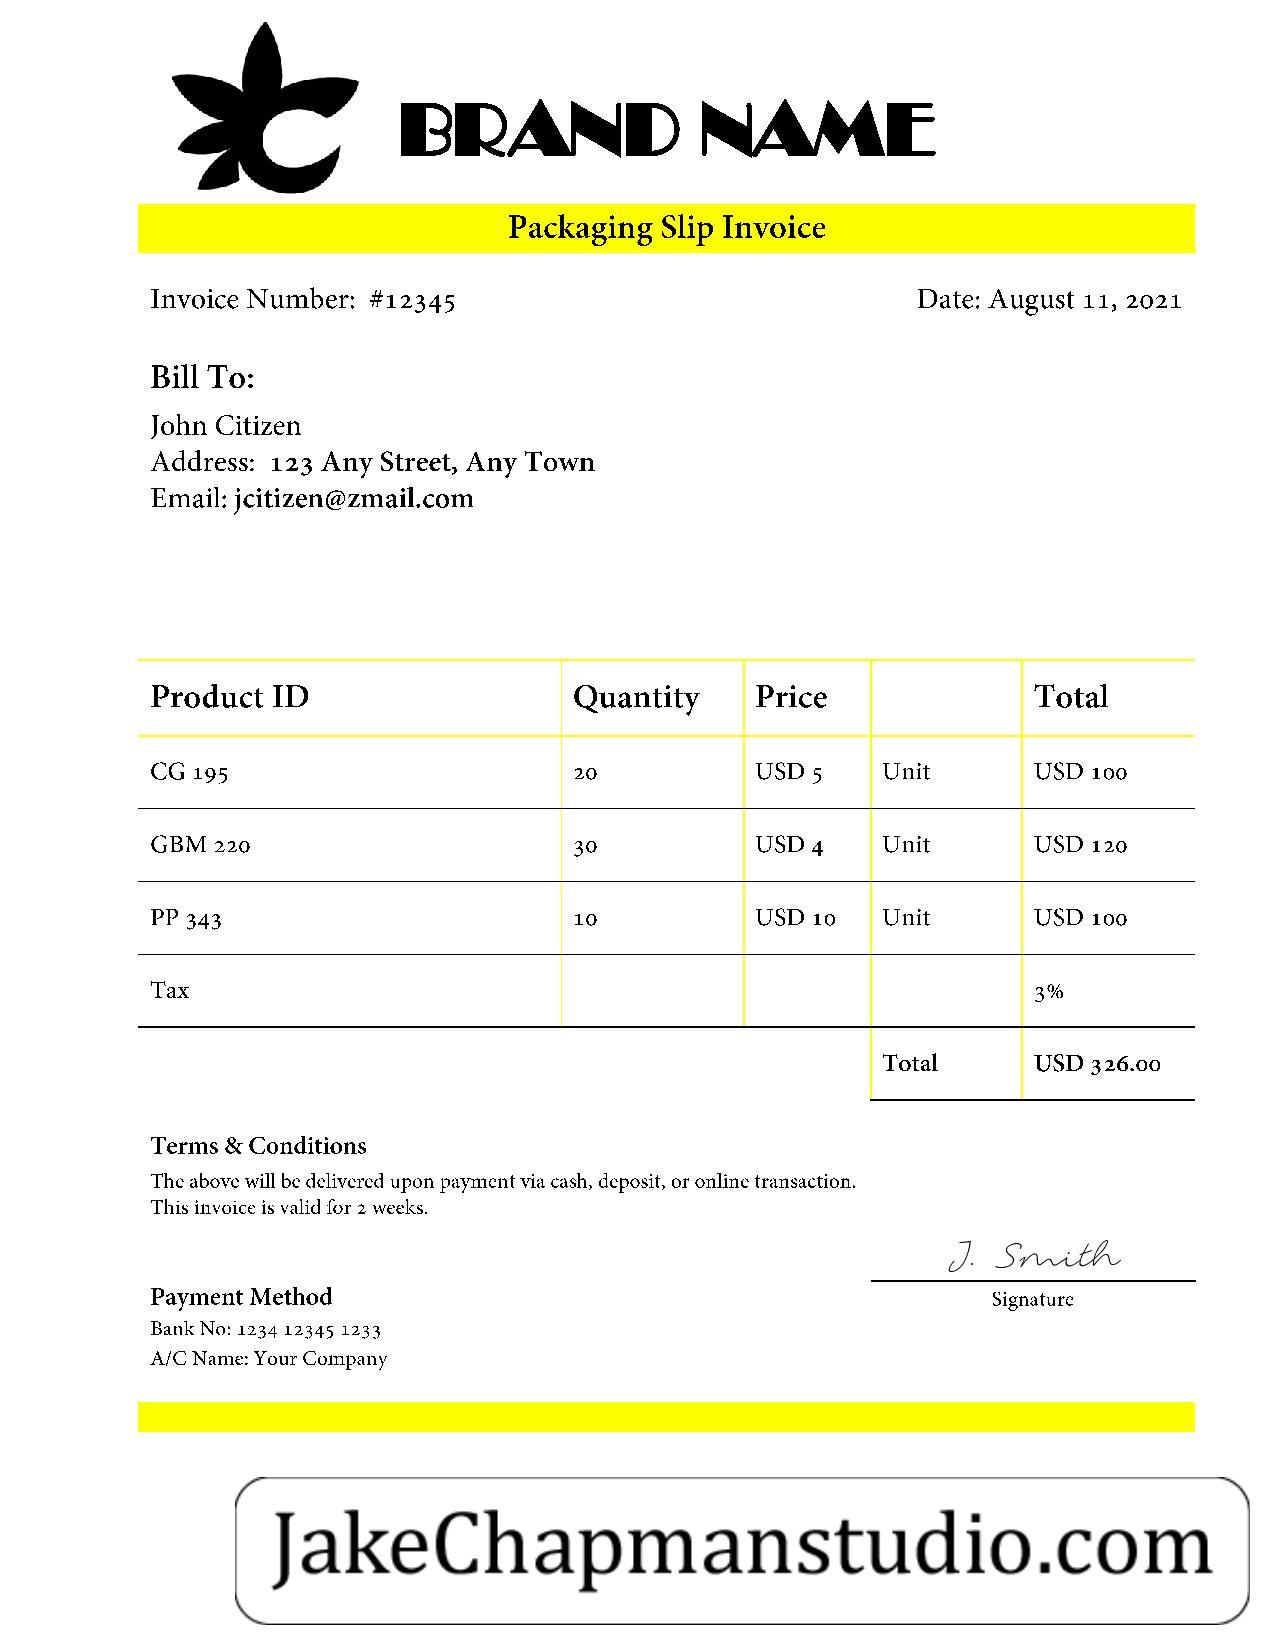 BRAND NAME
Packaging Slip Invoice
Invoice Number: #12345 Date: August 11, 2021
Bill To:
John Citizen
Address: 123 Any Street, Any Town
Email: jcitizen@zmail.com
Product ID Quantity Price Total
CG 195 20 USD 5 Unit USD 100
GBM 220 30 USD 4 Unit USD 120
PP 343 10 USD 10 Unit USD 100
Tax 3%
Total USD 326.00
Terms & Conditions
The above will be delivered upon payment via cash, deposit, or online transaction.
This invoice is valid for 2 weeks.
J. Smith
Signature
Payment Method
Bank No: 1234 12345 1233
A/C Name: Your Company
JakeChapmanstudio.com